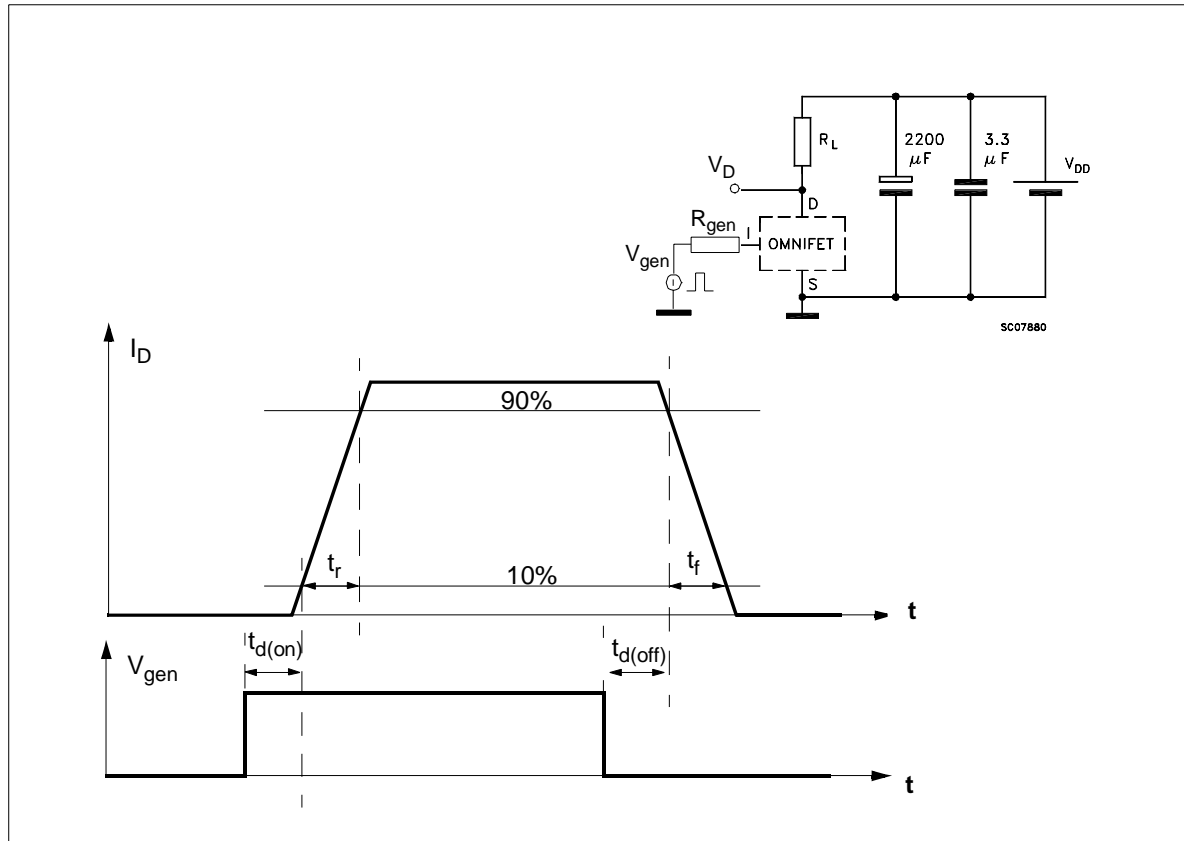 R_L
2200 μF
3.3 μF
V_DD
V_D
D
R_gen
I
OMNIFET
V_gen
S
SC07880
I_D
90%
t_r
10%
t_f
t
t_d(on)
t_d(off)
V_gen
t